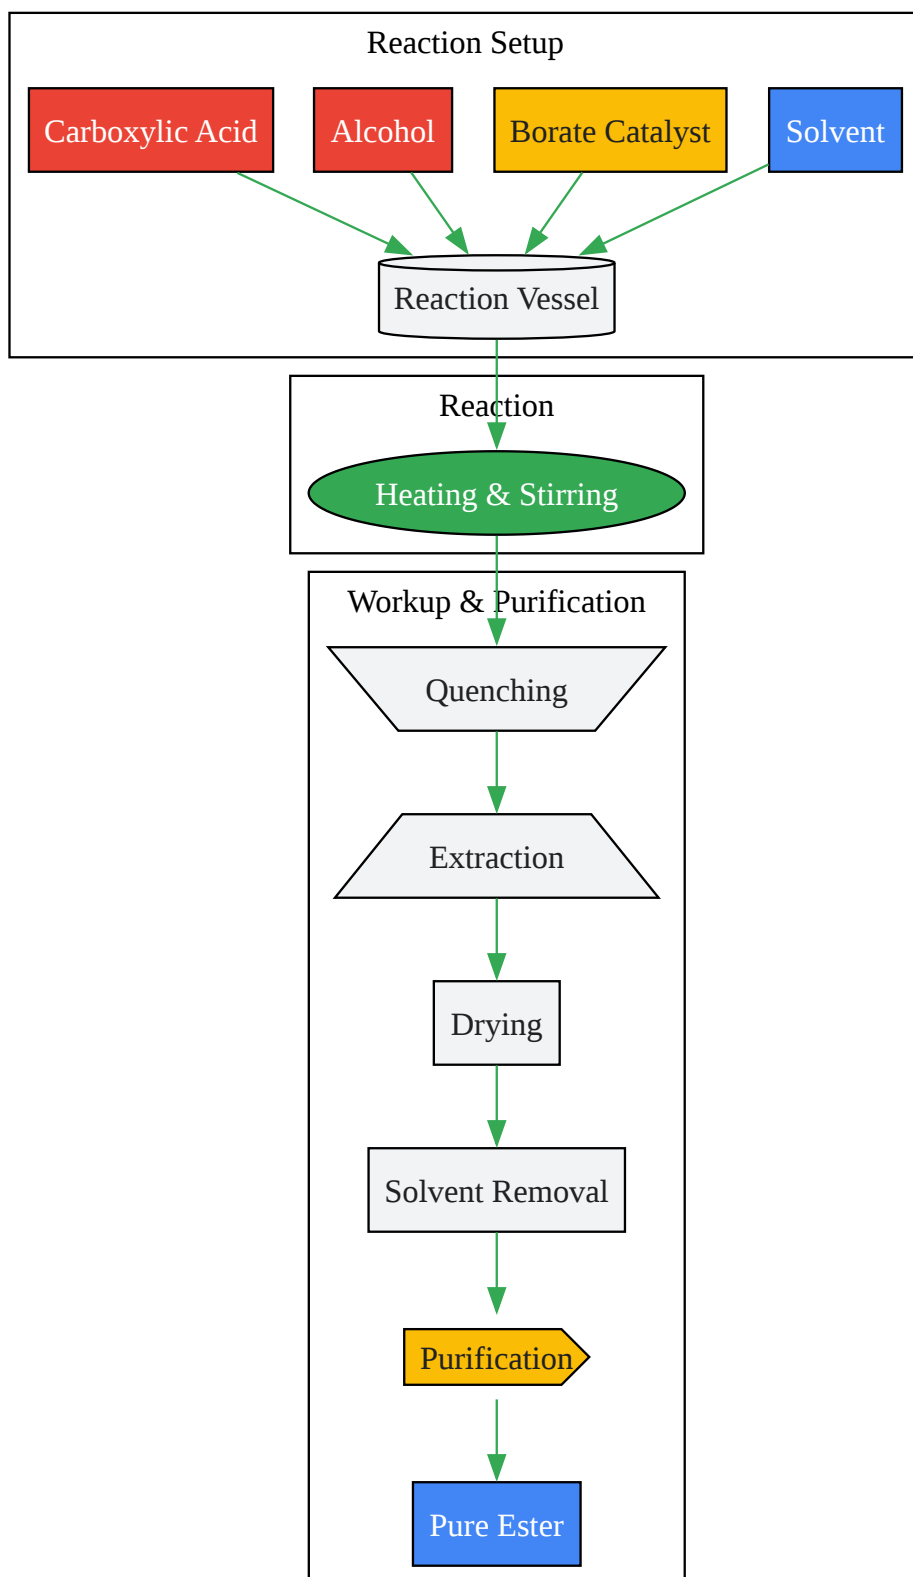 Reaction Setup
Carboxylic Acid
Alcohol
Borate Catalyst
Solvent
Reaction Vessel
Reaction
Heating & Stirring
Workup & Purification
Quenching
Extraction
Drying
Solvent Removal
Purification
Pure Ester